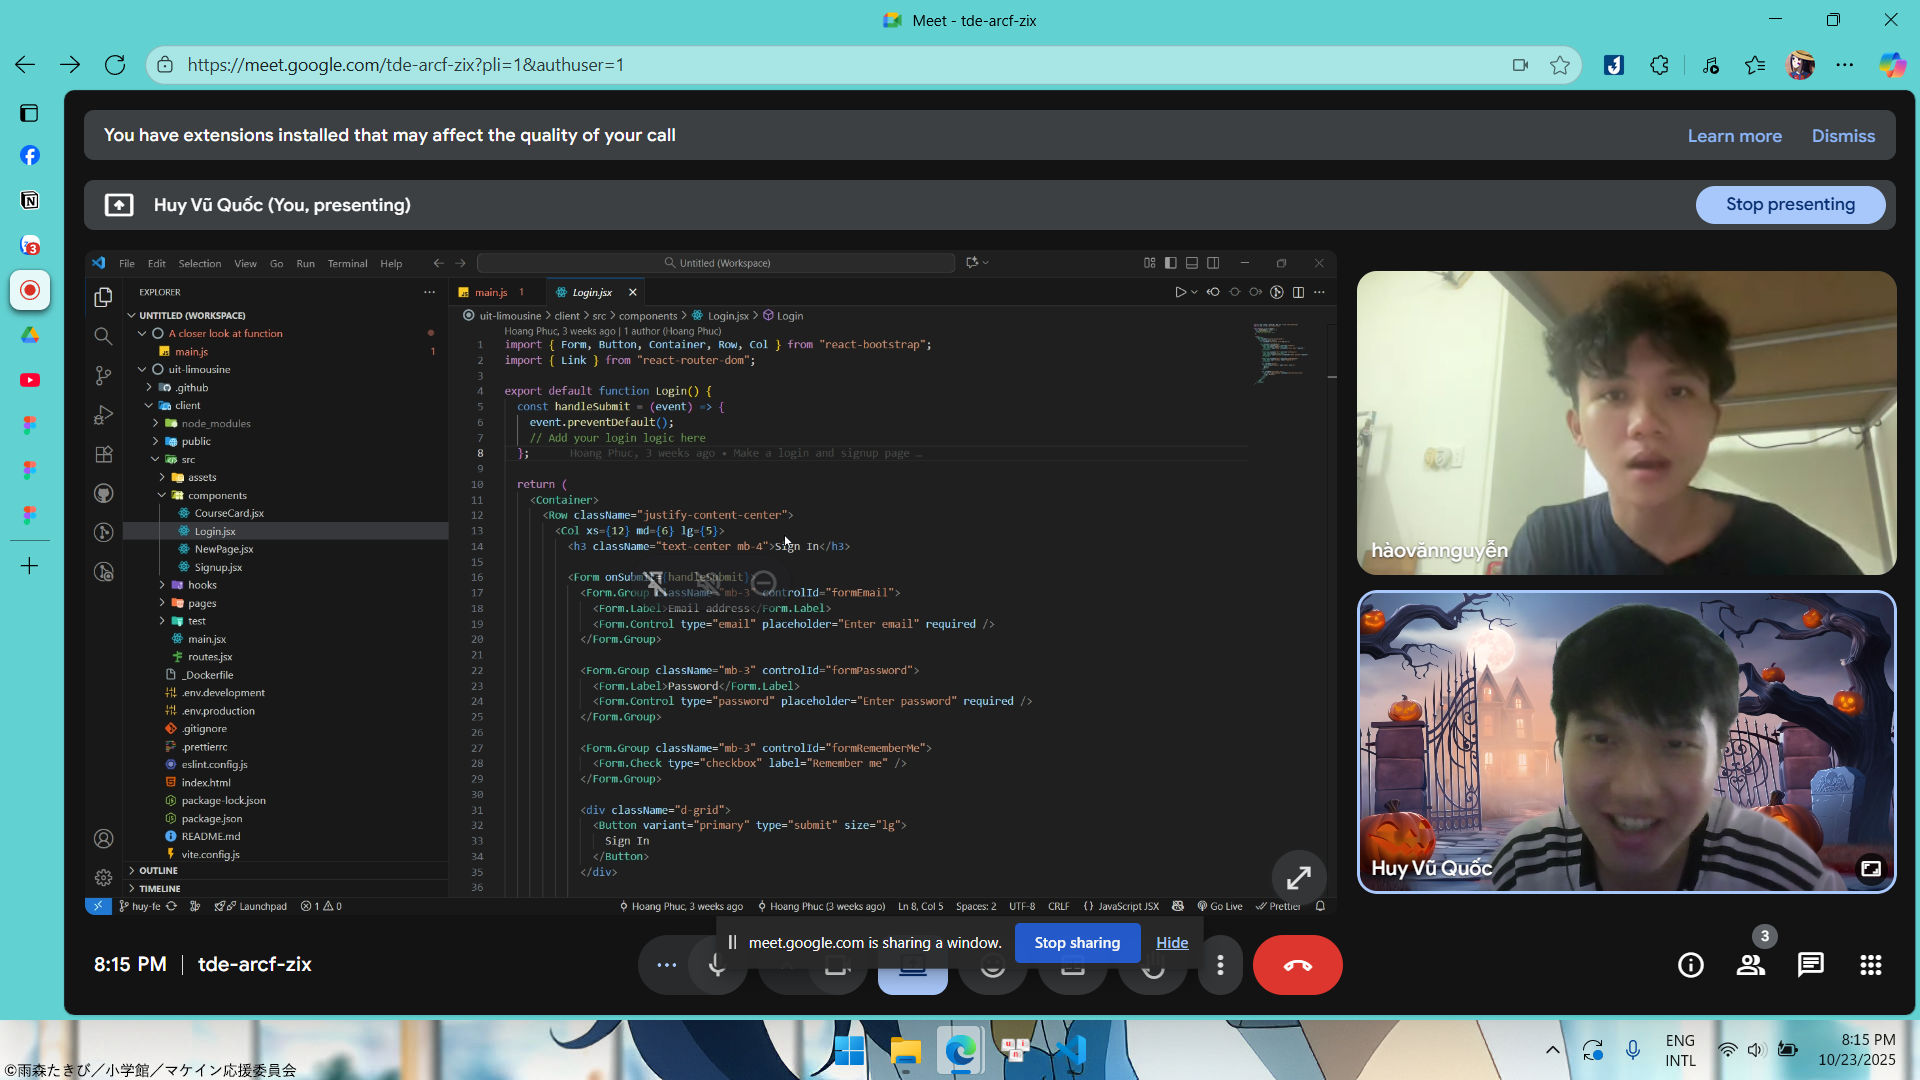 Meet - tde-arcf-zix
https://meet.google.com/tde-arcf-zix?pli=1&authuser=1
You have extensions installed that may affect the quality of your call
Learn more
Dismiss
Huy Vũ Quốc (You, presenting)
Stop presenting
File Edit Selection View Go Run Terminal Help
Untitled (Workspace)
EXPLORER
UNTITLED (WORKSPACE)
A closer look at function
main.js 1
uit-limousine
.github
client
node_modules
public
src
assets
components
CourseCard.jsx
Login.jsx
NewPage.jsx
Signup.jsx
hooks
pages
test
main.jsx
routes.jsx
_Dockerfile
.env.development
.env.production
.gitignore
.prettierrc
eslint.config.js
index.html
package-lock.json
package.json
README.md
vite.config.js
OUTLINE
TIMELINE
main.js 1
Login.jsx
uit-limousine > client > src > components > Login.jsx > Login
Hoang Phuc, 3 weeks ago | 1 author (Hoang Phuc)
1 import { Form, Button, Container, Row, Col } from "react-bootstrap";
2 import { Link } from "react-router-dom";
3
4 export default function Login() {
5 const handleSubmit = (event) => {
6 event.preventDefault();
7 // Add your login logic here
8 }; Hoang Phuc, 3 weeks ago • Make a login and signup page …
9
10 return (
11 <Container>
12 <Row className="justify-content-center">
13 <Col xs={12} md={6} lg={5}>
14 <h3 className="text-center mb-4">Sign In</h3>
15
16 <Form onSubmit={handleSubmit}>
17 <Form.Group className="mb-3" controlId="formEmail">
18 <Form.Label>Email address</Form.Label>
19 <Form.Control type="email" placeholder="Enter email" required />
20 </Form.Group>
21
22 <Form.Group className="mb-3" controlId="formPassword">
23 <Form.Label>Password</Form.Label>
24 <Form.Control type="password" placeholder="Enter password" required />
25 </Form.Group>
26
27 <Form.Group className="mb-3" controlId="formRememberMe">
28 <Form.Check type="checkbox" label="Remember me" />
29 </Form.Group>
30
31 <div className="d-grid">
32 <Button variant="primary" type="submit" size="lg">
33 Sign In
34 </Button>
35 </div>
36
huy-fe
Launchpad
1 0
Hoang Phuc, 3 weeks ago
Hoang Phuc (3 weeks ago)
Ln 8, Col 5
Spaces: 2
UTF-8
CRLF
{} JavaScript JSX
Go Live
Prettier
hàovănnguyễn
Huy Vũ Quốc
meet.google.com is sharing a window.
Stop sharing
Hide
8:15 PM | tde-arcf-zix
3
ENG
INTL
8:15 PM
10/23/2025
©雨森たきび／小学館／マケイン応援委員会